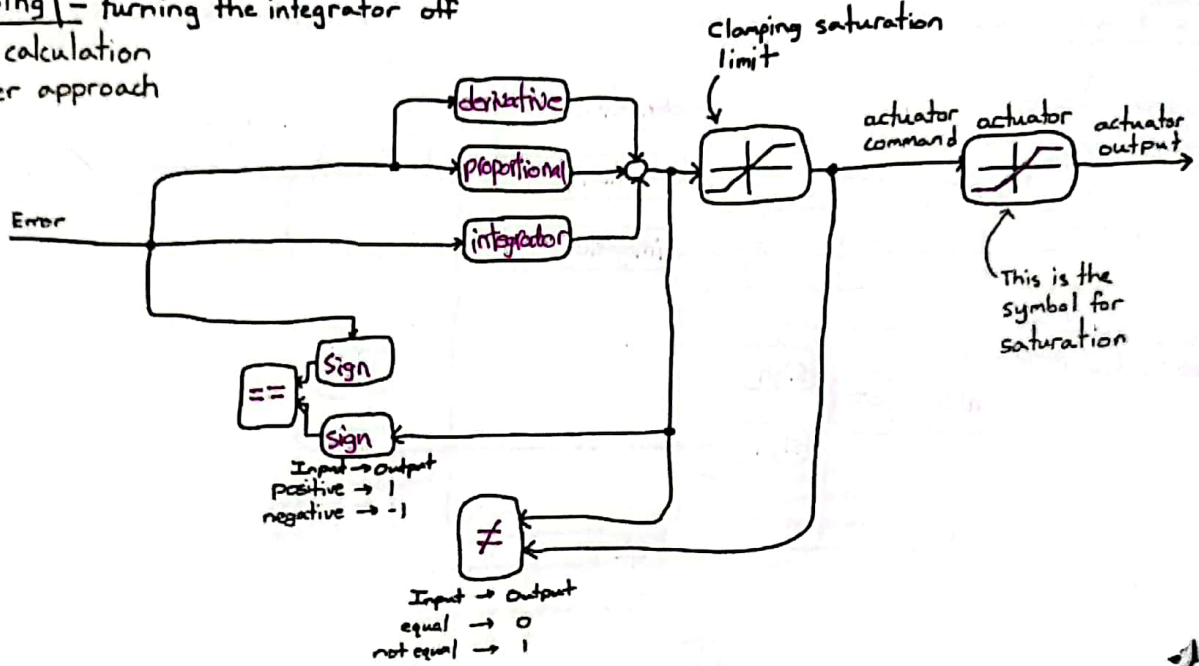 ing - turning the integrator off
calculation
er approach
Clamping saturation
limit
derivative
actuator
command
actuator
actuator
output
proportional
Error
integrator
This is the
symbol for
saturation
sign
==
sign
Input → Output
positive → 1
negative → -1
≠
Input → Output
equal → 0
not equal → 1